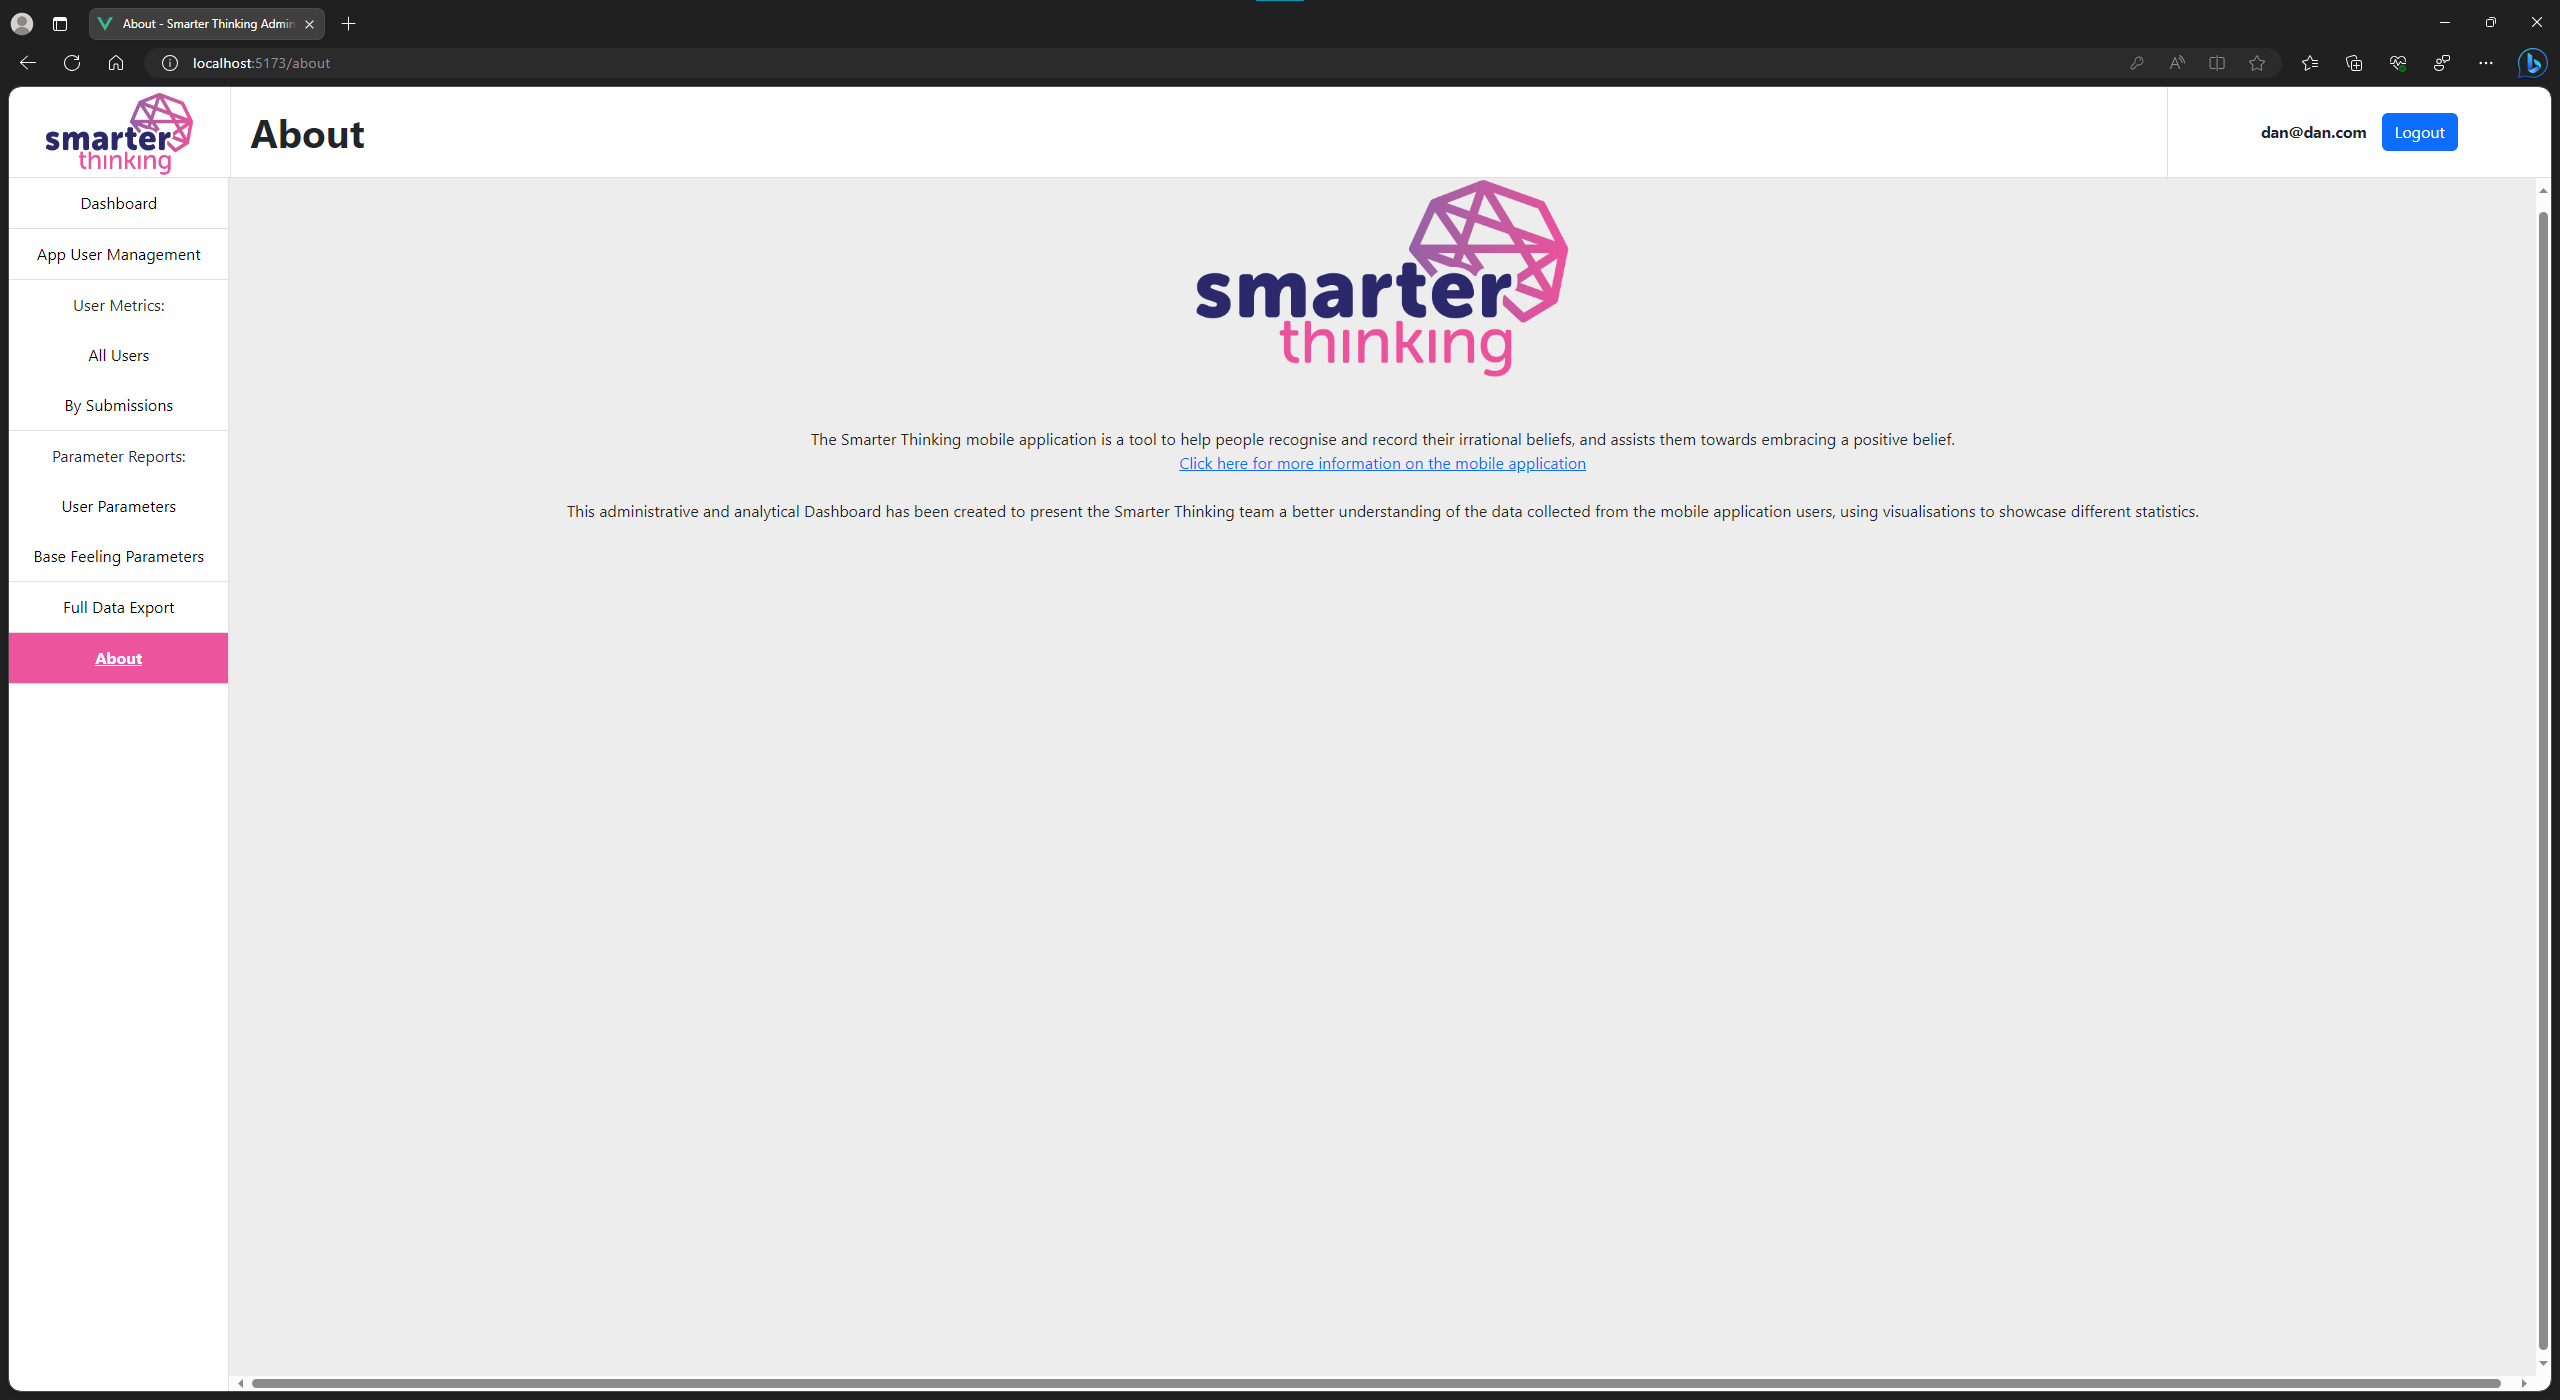 About - Smarter Thinking Admin
localhost:5173/about
smarter
thinking
About
dan@dan.com
Logout
Dashboard
App User Management
User Metrics:
All Users
By Submissions
Parameter Reports:
User Parameters
Base Feeling Parameters
Full Data Export
About
smarter
thinking
The Smarter Thinking mobile application is a tool to help people recognise and record their irrational beliefs, and assists them towards embracing a positive belief.
Click here for more information on the mobile application
This administrative and analytical Dashboard has been created to present the Smarter Thinking team a better understanding of the data collected from the mobile application users, using visualisations to showcase different statistics.